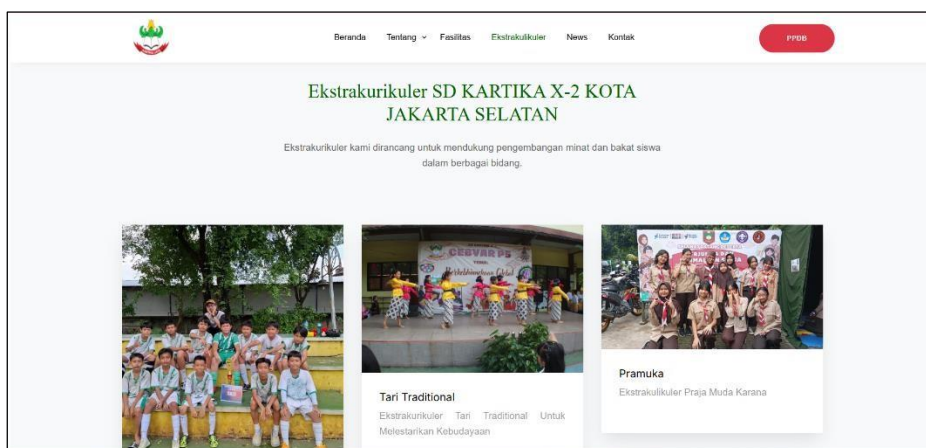 Beranda Tentang Fasilitas Ekstrakulikuler News Kontak PPDB
Ekstrakurikuler SD KARTIKA X-2 KOTA
JAKARTA SELATAN
Ekstrakurikuler kami dirancang untuk mendukung pengembangan minat dan bakat siswa
dalam berbagai bidang.
GEBYAR P5
Tari Traditional
Ekstrakurikuler Tari Traditional Untuk
Melestarikan Kebudayaan
Pramuka
Ekstrakulikuler Praja Muda Karana